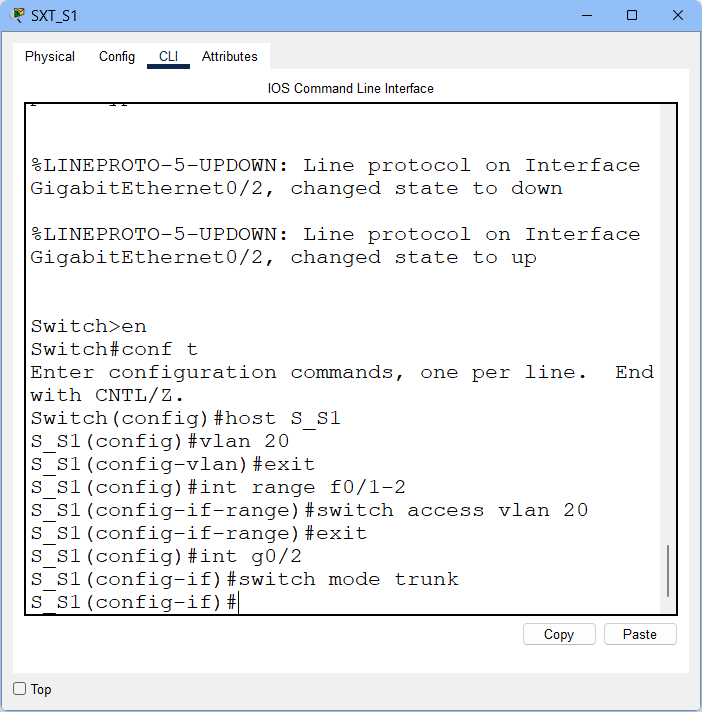 SXT_S1
Physical Config CLI Attributes
IOS Command Line Interface
%LINEPROTO-5-UPDOWN: Line protocol on Interface
GigabitEthernet0/2, changed state to down
%LINEPROTO-5-UPDOWN: Line protocol on Interface
GigabitEthernet0/2, changed state to up
Switch>en
Switch#conf t
Enter configuration commands, one per line.  End
with CNTL/Z.
Switch(config)#host S_S1
S_S1(config)#vlan 20
S_S1(config-vlan)#exit
S_S1(config)#int range f0/1-2
S_S1(config-if-range)#switch access vlan 20
S_S1(config-if-range)#exit
S_S1(config)#int g0/2
S_S1(config-if)#switch mode trunk
S_S1(config-if)#
Copy Paste
Top